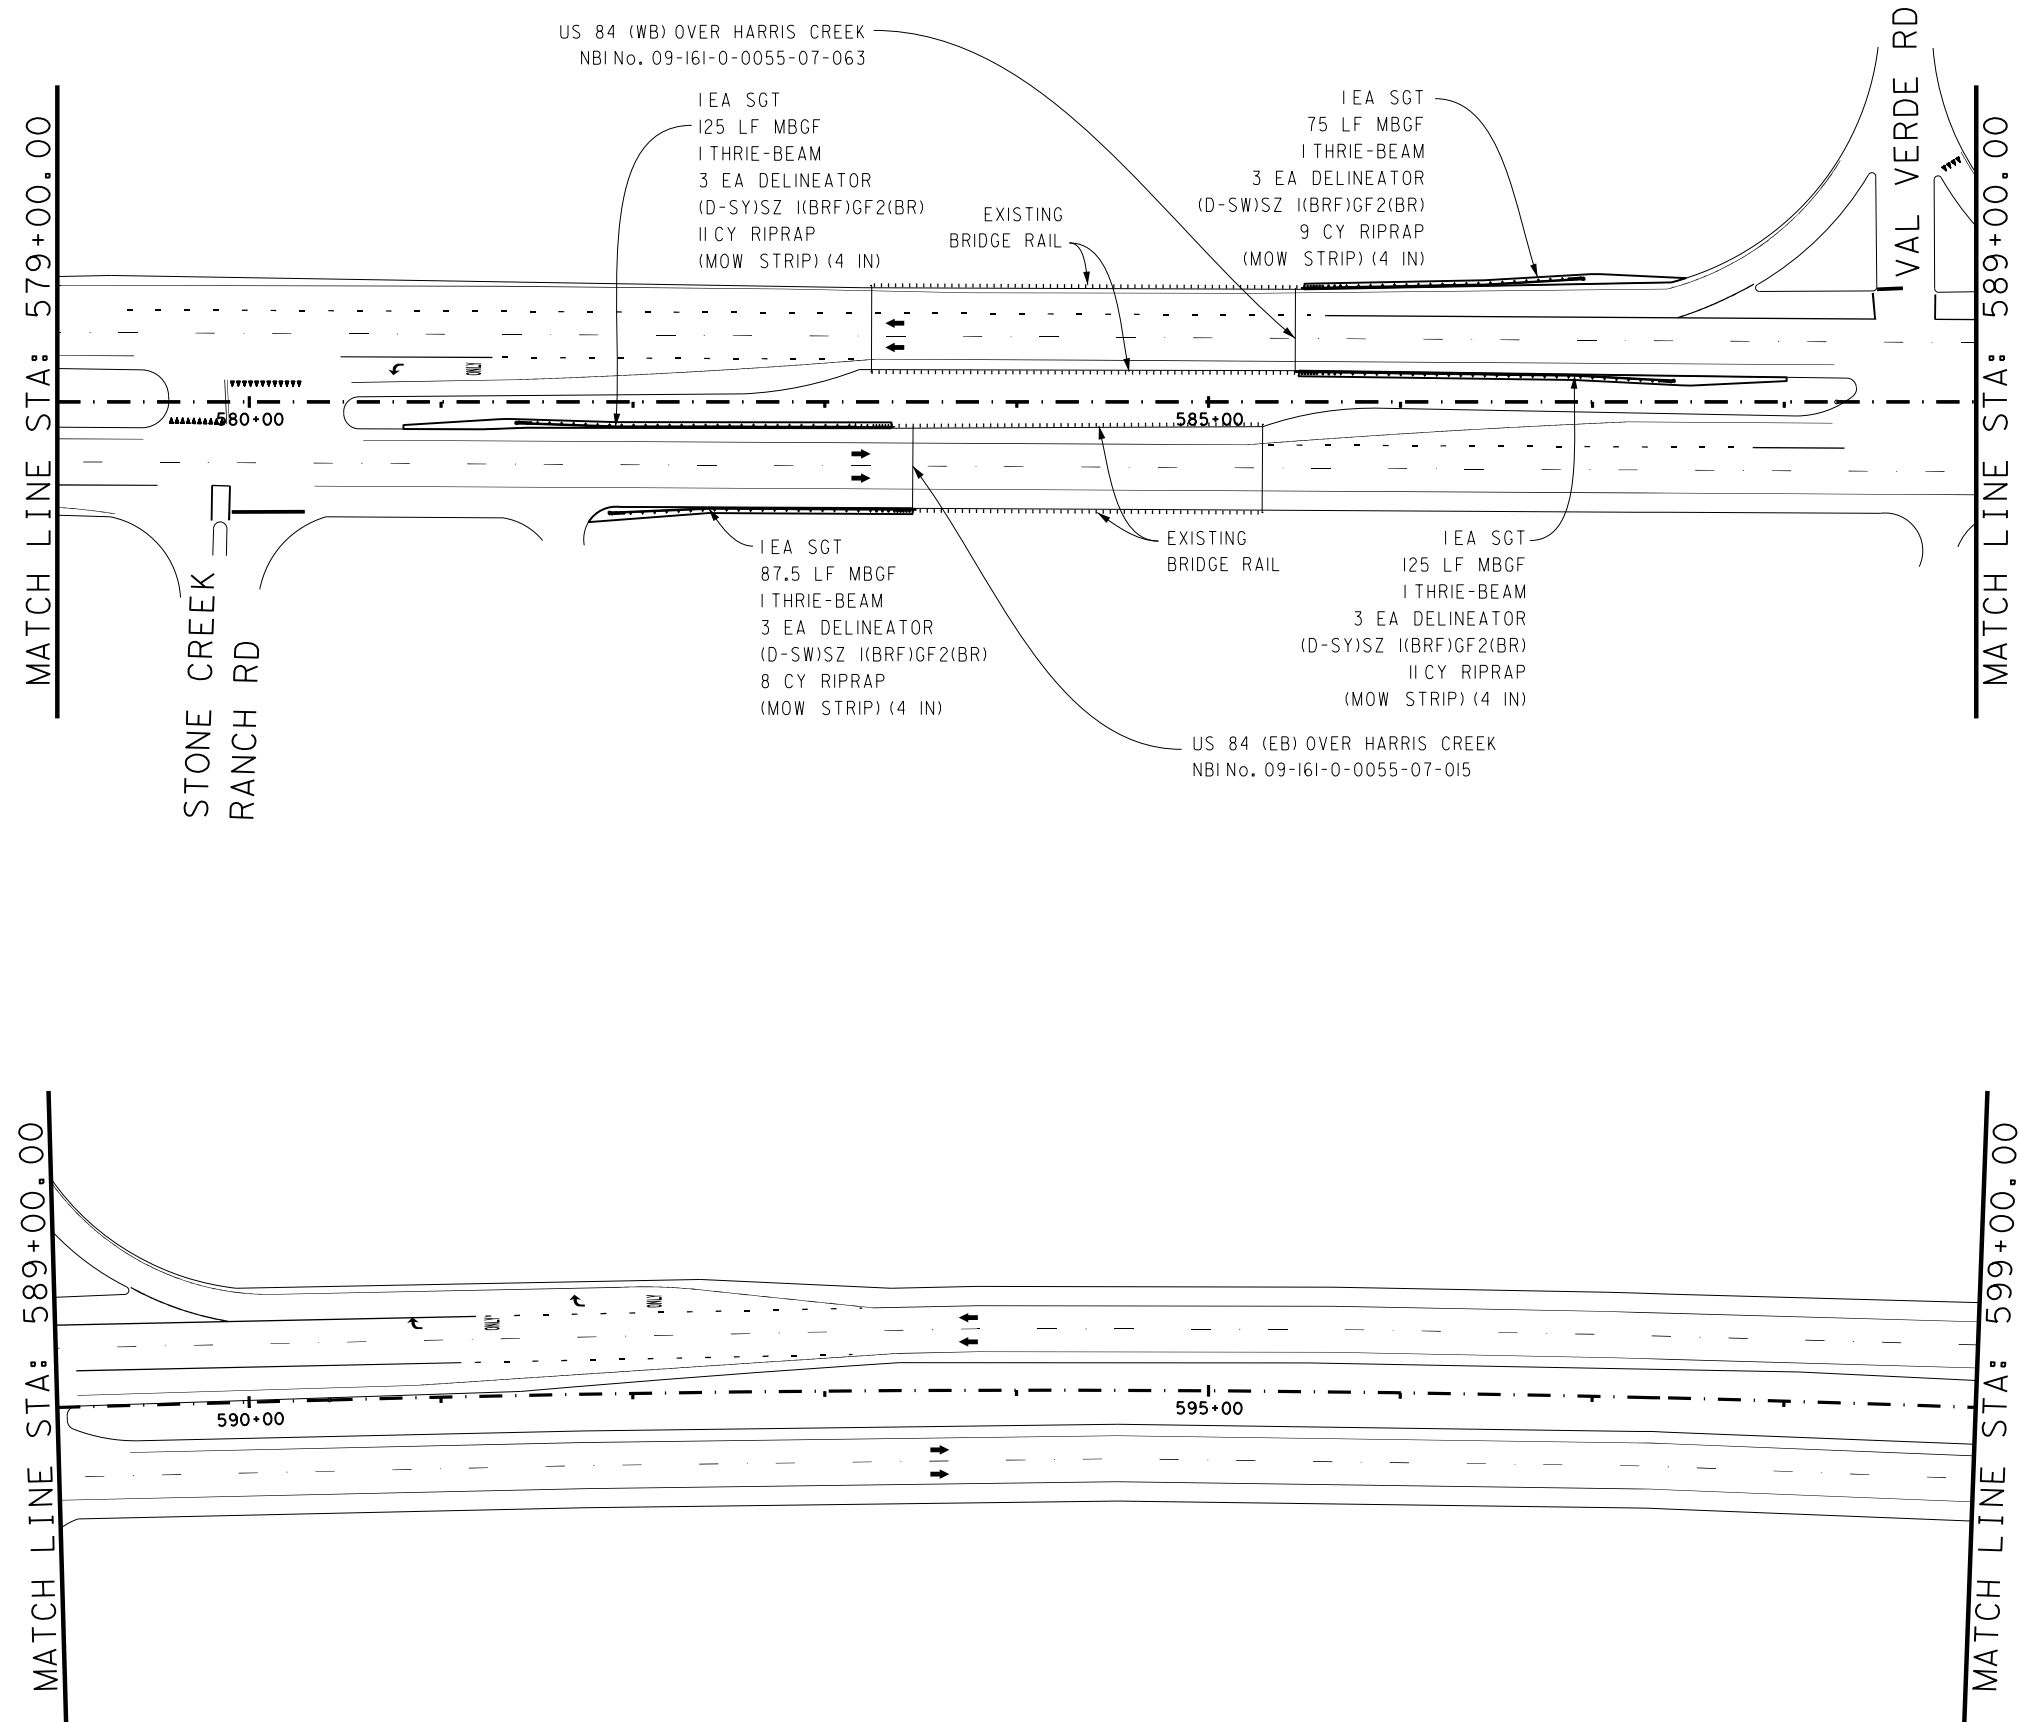 US 84 (WB) OVER HARRIS CREEK
NBI No. 09-161-0-0055-07-063
1 EA SGT
125 LF MBGF
1 THRIE-BEAM
3 EA DELINEATOR
(D-SY)SZ 1(BRF)GF2(BR)
11 CY RIPRAP
(MOW STRIP) (4 IN)
EXISTING
BRIDGE RAIL
1 EA SGT
75 LF MBGF
1 THRIE-BEAM
3 EA DELINEATOR
(D-SW)SZ 1(BRF)GF2(BR)
9 CY RIPRAP
(MOW STRIP) (4 IN)
VAL VERDE RD
MATCH LINE STA: 579+00.00
MATCH LINE STA: 589+00.00
ONLY
580+00
585+00
STONE CREEK
RANCH RD
1 EA SGT
87.5 LF MBGF
1 THRIE-BEAM
3 EA DELINEATOR
(D-SW)SZ 1(BRF)GF2(BR)
8 CY RIPRAP
(MOW STRIP) (4 IN)
EXISTING
BRIDGE RAIL
1 EA SGT
125 LF MBGF
1 THRIE-BEAM
3 EA DELINEATOR
(D-SY)SZ 1(BRF)GF2(BR)
11 CY RIPRAP
(MOW STRIP) (4 IN)
US 84 (EB) OVER HARRIS CREEK
NBI No. 09-161-0-0055-07-015
MATCH LINE STA: 589+00.00
MATCH LINE STA: 599+00.00
ONLY
ONLY
590+00
595+00